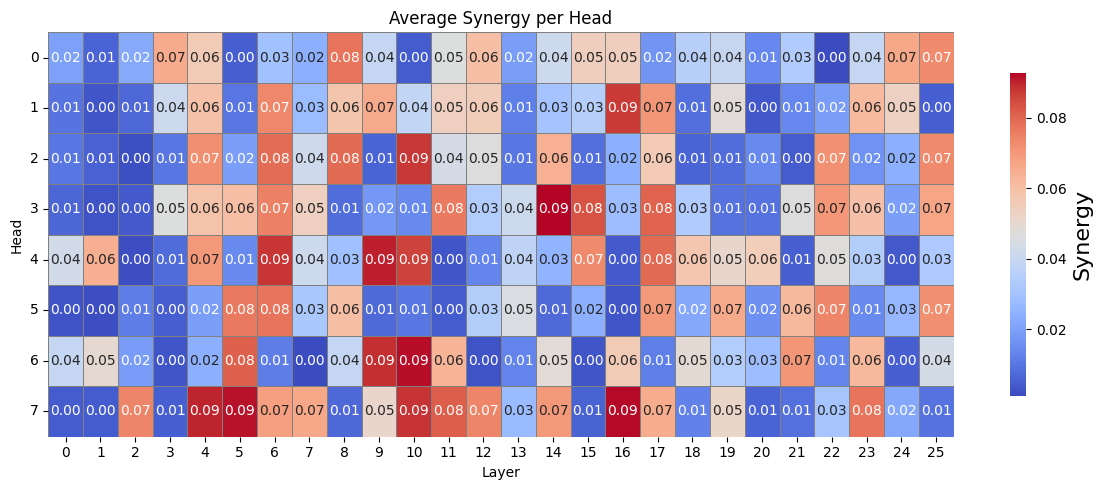 Average Synergy per Head
0 0.02 0.01 0.02 0.07 0.06 0.00 0.03 0.02 0.08 0.04 0.00 0.05 0.06 0.02 0.04 0.05 0.05 0.02 0.04 0.04 0.01 0.03 0.00 0.04 0.07 0.07
1 0.01 0.00 0.01 0.04 0.06 0.01 0.07 0.03 0.06 0.07 0.04 0.05 0.06 0.01 0.03 0.03 0.09 0.07 0.01 0.05 0.00 0.01 0.02 0.06 0.05 0.00
2 0.01 0.01 0.00 0.01 0.07 0.02 0.08 0.04 0.08 0.01 0.09 0.04 0.05 0.01 0.06 0.01 0.02 0.06 0.01 0.01 0.01 0.00 0.07 0.02 0.02 0.07
3 0.01 0.00 0.00 0.05 0.06 0.06 0.07 0.05 0.01 0.02 0.01 0.08 0.03 0.04 0.09 0.08 0.03 0.08 0.03 0.01 0.01 0.05 0.07 0.06 0.02 0.07
4 0.04 0.06 0.00 0.01 0.07 0.01 0.09 0.04 0.03 0.09 0.09 0.00 0.01 0.04 0.03 0.07 0.00 0.08 0.06 0.05 0.06 0.01 0.05 0.03 0.00 0.03
5 0.00 0.00 0.01 0.00 0.02 0.08 0.08 0.03 0.06 0.01 0.01 0.00 0.03 0.05 0.01 0.02 0.00 0.07 0.02 0.07 0.02 0.06 0.07 0.01 0.03 0.07
6 0.04 0.05 0.02 0.00 0.02 0.08 0.01 0.00 0.04 0.09 0.09 0.06 0.00 0.01 0.05 0.00 0.06 0.01 0.05 0.03 0.03 0.07 0.01 0.06 0.00 0.04
7 0.00 0.00 0.07 0.01 0.09 0.09 0.07 0.07 0.01 0.05 0.09 0.08 0.07 0.03 0.07 0.01 0.09 0.07 0.01 0.05 0.01 0.01 0.03 0.08 0.02 0.01
0 1 2 3 4 5 6 7 8 9 10 11 12 13 14 15 16 17 18 19 20 21 22 23 24 25
Layer
Head
0.08
0.06
0.04
0.02
Synergy